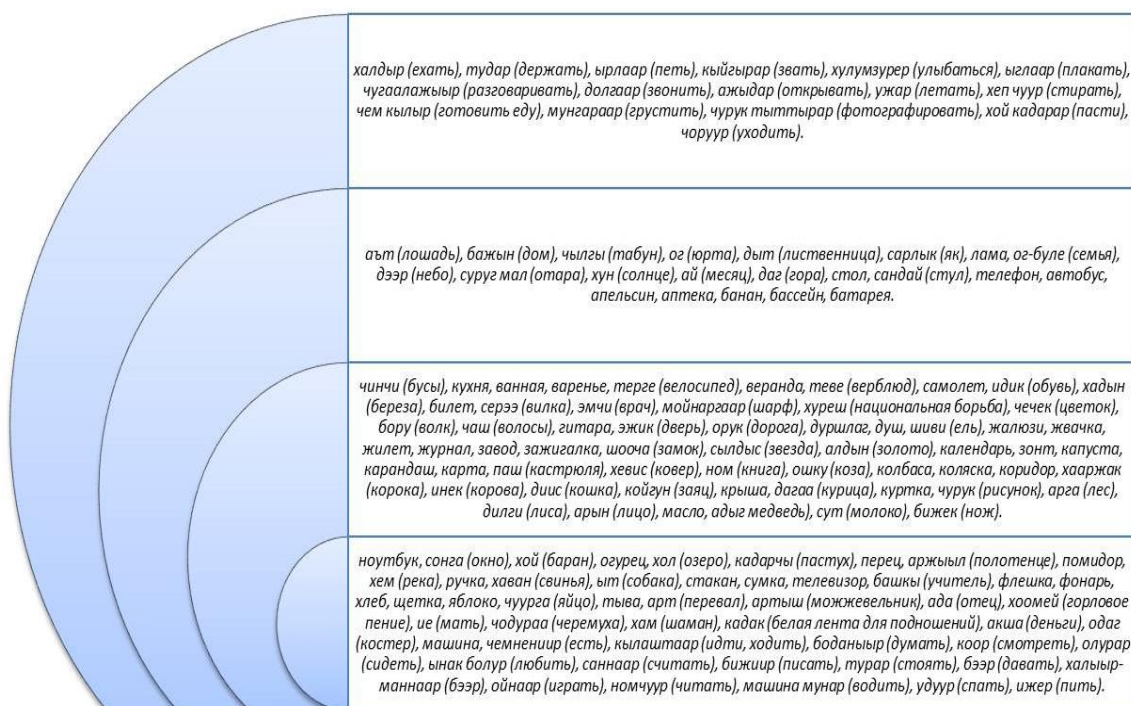 халдыр (ехать), тудар (держать), ырлаар (петь), кыйгырар (звать), хулумзурер (улыбаться), ыглаар (плакать),
чугаалажыыр (разговаривать), долгаар (звонить), ажыдар (открывать), ужар (летать), хеп чуур (стирать),
чем кылыр (готовить еду), мунгараар (грустить), чурук тыттырар (фотографировать), хой кадарар (пасти),
чоруур (уходить).
аът (лошадь), бажын (дом), чылгы (табун), ог (юрта), дыт (лиственница), сарлык (як), лама, ог-буле (семья),
дээр (небо), суруг мал (отара), хун (солнце), ай (месяц), даг (гора), стол, сандай (стул), телефон, автобус,
апельсин, аптека, банан, бассейн, батарея.
чинчи (бусы), кухня, ванная, варенье, терге (велосипед), веранда, теве (верблюд), самолет, идик (обувь), хадын
(береза), билет, серээ (вилка), эмчи (врач), мойнаргаар (шарф), хуреш (национальная борьба), чечек (цветок),
бору (волк), чаш (волосы), гитара, эжик (дверь), орук (дорога), дуршлаг, душ, шиви (ель), жалюзи, жвачка,
жилет, журнал, завод, зажигалка, шооча (замок), сылдыс (звезда), алдын (золото), календарь, зонт, капуста,
карандаш, карта, паш (кастрюля), хевис (ковер), ном (книга), ошку (коза), колбаса, коляска, коридор, хааржак
(корока), инек (корова), диис (кошка), койгун (заяц), крыша, дагаа (курица), куртка, чурук (рисунок), арга (лес),
дилги (лиса), арын (лицо), масло, адыг медведь), сут (молоко), бижек (нож).
ноутбук, сонга (окно), хой (баран), огурец, хол (озеро), кадарчы (пастух), перец, аржыыл (полотенце), помидор,
хем (река), ручка, хаван (свинья), ыт (собака), стакан, сумка, телевизор, башкы (учитель), флешка, фонарь,
хлеб, щетка, яблоко, чуурга (яйцо), тыва, арт (перевал), артыш (можжевельник), ада (отец), хоомей (горловое
пение), ие (мать), чодураа (черемуха), хам (шаман), кадак (белая лента для подношений), акша (деньги), одаг
(костер), машина, чемнениир (есть), кылаштаар (идти, ходить), боданыыр (думать), коор (смотреть), олурар
(сидеть), ынак болур (любить), саннаар (считать), бижиир (писать), турар (стоять), бээр (давать), халыыр-
маннаар (бээр), ойнаар (играть), номчуур (читать), машина мунар (водить), удуур (спать), ижер (пить).